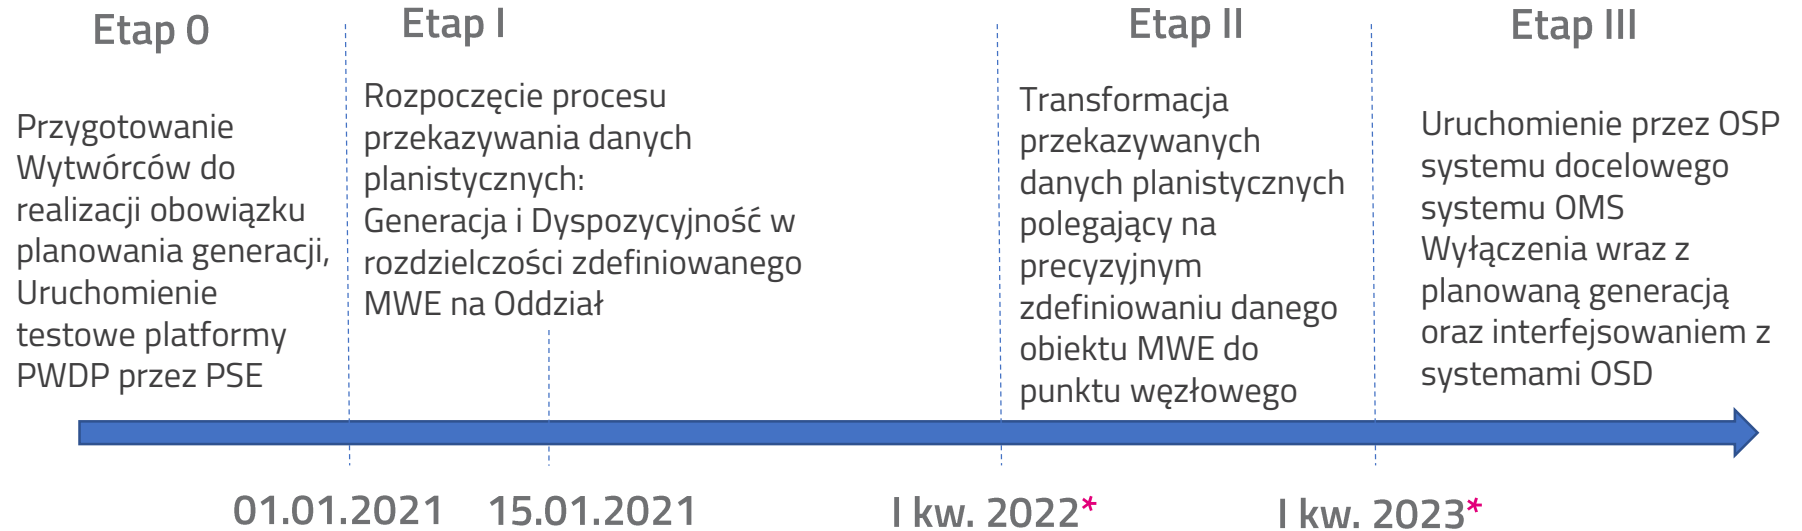 Etap 0
Przygotowanie
Wytwórców do
realizacji obowiązku
planowania generacji,
Uruchomienie
testowe platformy
PWDP przez PSE
Etap I
Rozpoczęcie procesu
przekazywania danych
planistycznych:
Generacja i Dyspozycyjność w
rozdzielczości zdefiniowanego
MWE na Oddział
Etap II
Transformacja
przekazywanych
danych planistycznych
polegający na
precyzyjnym
zdefiniowaniu danego
obiektu MWE do
punktu węzłowego
Etap III
Uruchomienie przez OSP
systemu docelowego
systemu OMS
Wyłączenia wraz z
planowaną generacją
oraz interfejsowaniem z
systemami OSD
01.01.2021
15.01.2021
I kw. 2022*
I kw. 2023*